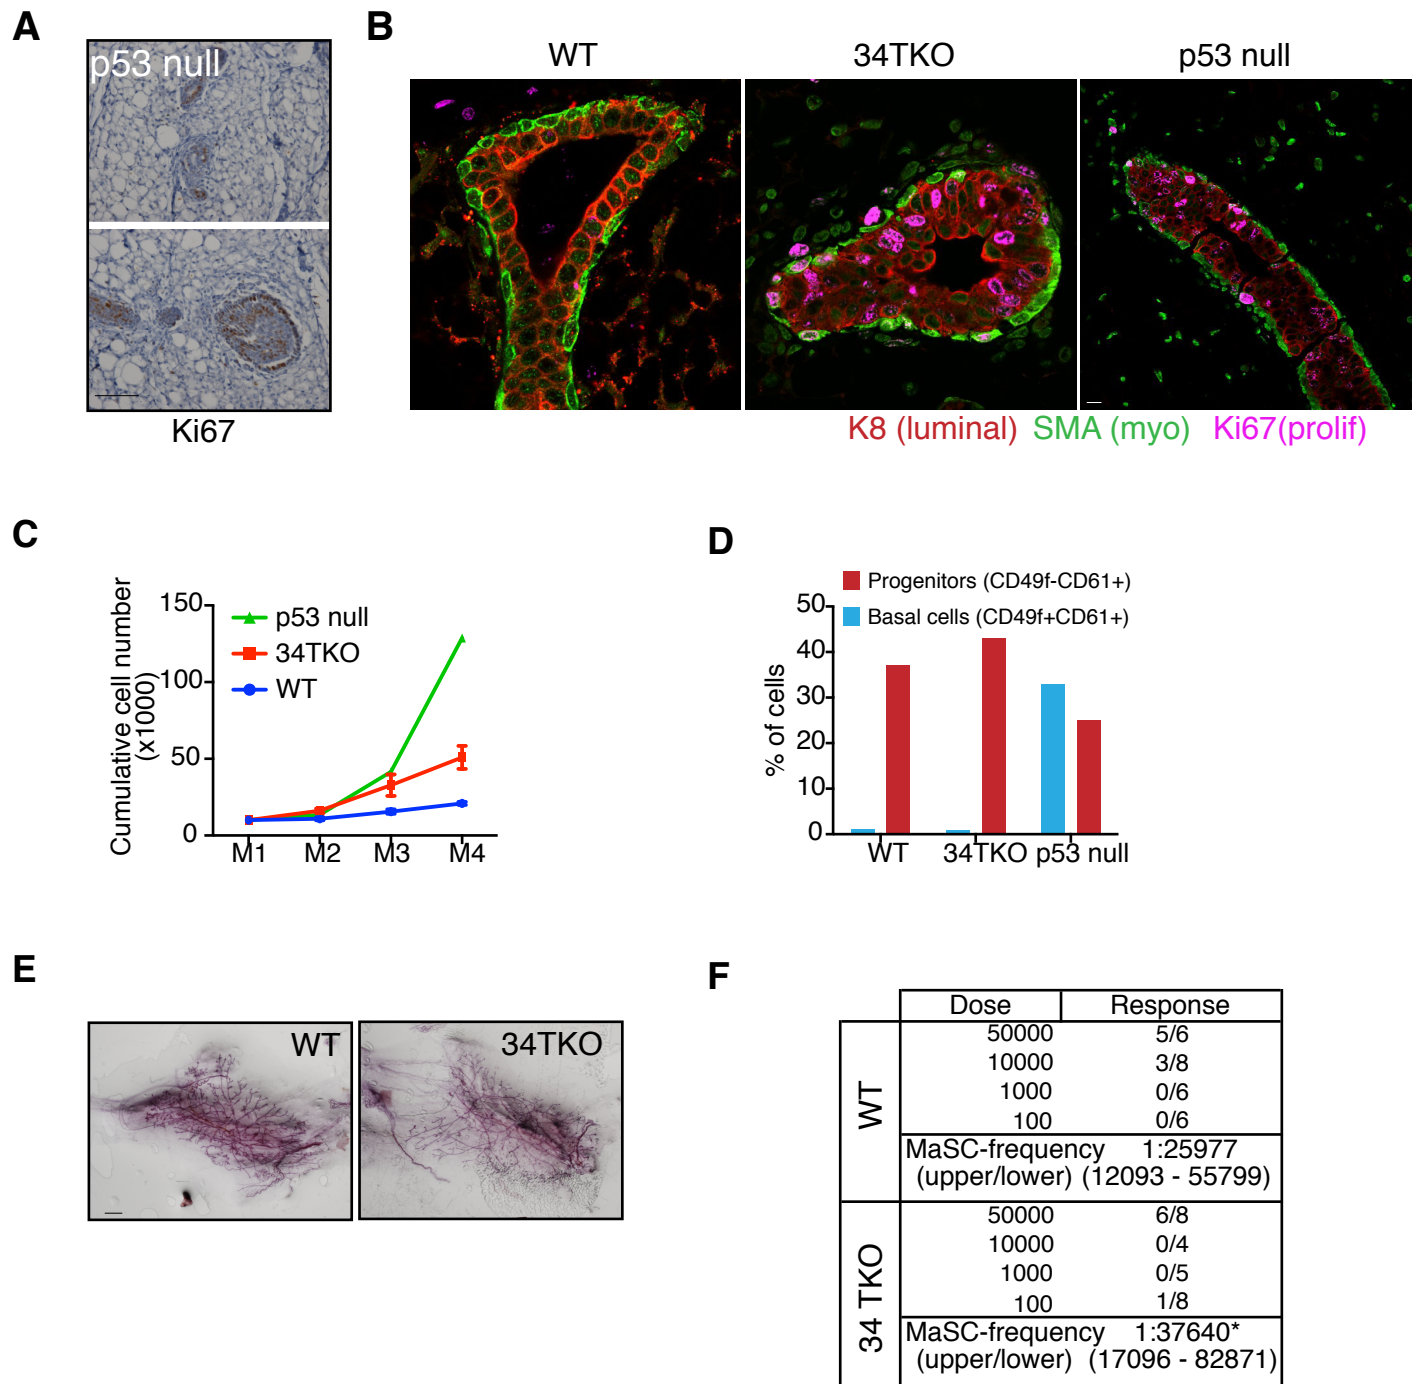 A
p53 null
Ki67
B
WT
34TKO
p53 null
K8 (luminal) SMA (myo) Ki67(prolif)
C
Cumulative cell number
(x1000)
150
100
50
0
p53 null
34TKO
WT
M1 M2 M3 M4
D
Progenitors (CD49f-CD61+)
Basal cells (CD49f+CD61+)
% of cells
50
40
30
20
10
0
WT 34TKO p53 null
E
WT
34TKO
F
Dose Response
WT
50000 5/6
10000 3/8
1000 0/6
100 0/6
MaSC-frequency 1:25977
(upper/lower) (12093 - 55799)
34 TKO
50000 6/8
10000 0/4
1000 0/5
100 1/8
MaSC-frequency 1:37640*
(upper/lower) (17096 - 82871)